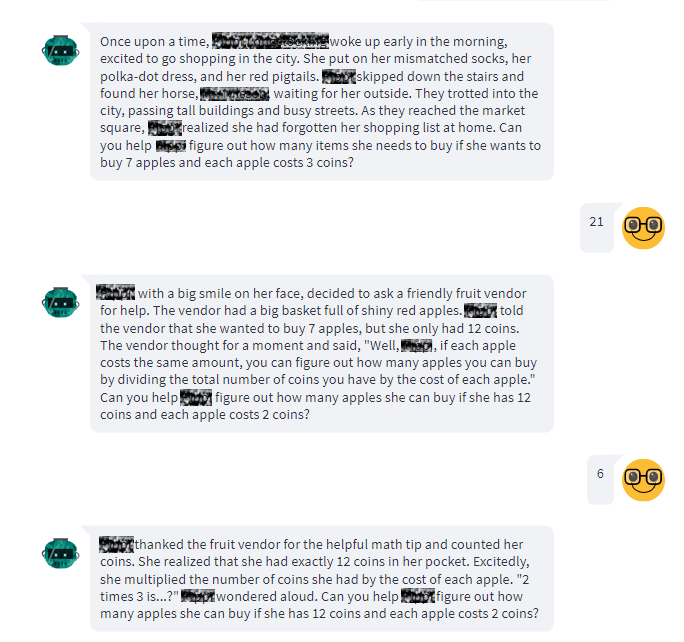 Once upon a time, woke up early in the morning,
excited to go shopping in the city. She put on her mismatched socks, her
polka-dot dress, and her red pigtails. skipped down the stairs and
found her horse, waiting for her outside. They trotted into the
city, passing tall buildings and busy streets. As they reached the market
square, realized she had forgotten her shopping list at home. Can
you help figure out how many items she needs to buy if she wants to
buy 7 apples and each apple costs 3 coins?
21
with a big smile on her face, decided to ask a friendly fruit vendor
for help. The vendor had a big basket full of shiny red apples. told
the vendor that she wanted to buy 7 apples, but she only had 12 coins.
The vendor thought for a moment and said, "Well, , if each apple
costs the same amount, you can figure out how many apples you can buy
by dividing the total number of coins you have by the cost of each apple."
Can you help figure out how many apples she can buy if she has 12
coins and each apple costs 2 coins?
6
thanked the fruit vendor for the helpful math tip and counted her
coins. She realized that she had exactly 12 coins in her pocket. Excitedly,
she multiplied the number of coins she had by the cost of each apple. "2
times 3 is...?" wondered aloud. Can you help figure out how
many apples she can buy if she has 12 coins and each apple costs 2 coins?